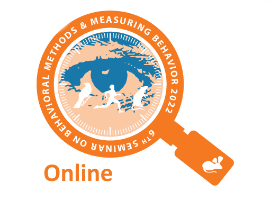 6TH SEMINAR ON BEHAVIORAL METHODS & MEASURING BEHAVIOR 2022
Online